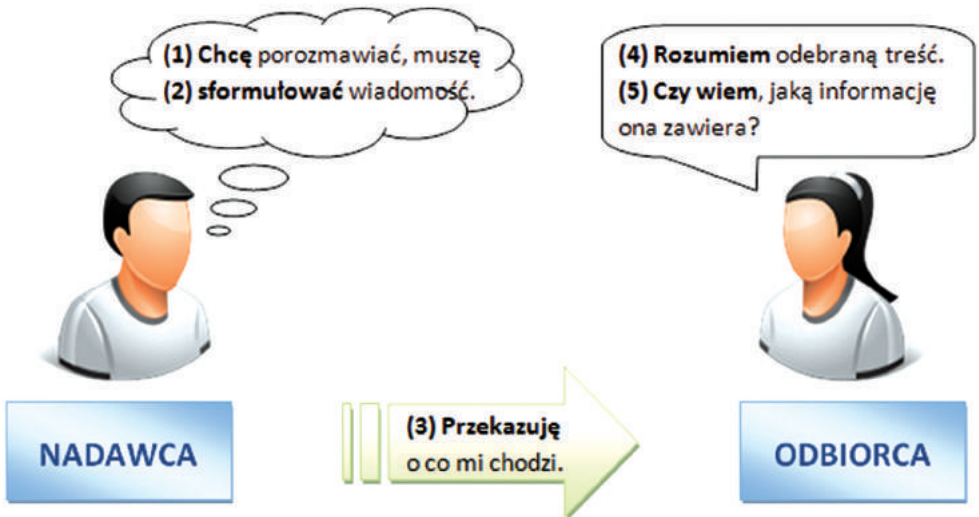 (1) Chcę porozmawiać, muszę
(2) sformułować wiadomość.
(4) Rozumiem odebraną treść.
(5) Czy wiem, jaką informację
ona zawiera?
NADAWCA
(3) Przekazuję
o co mi chodzi.
ODBIORCA